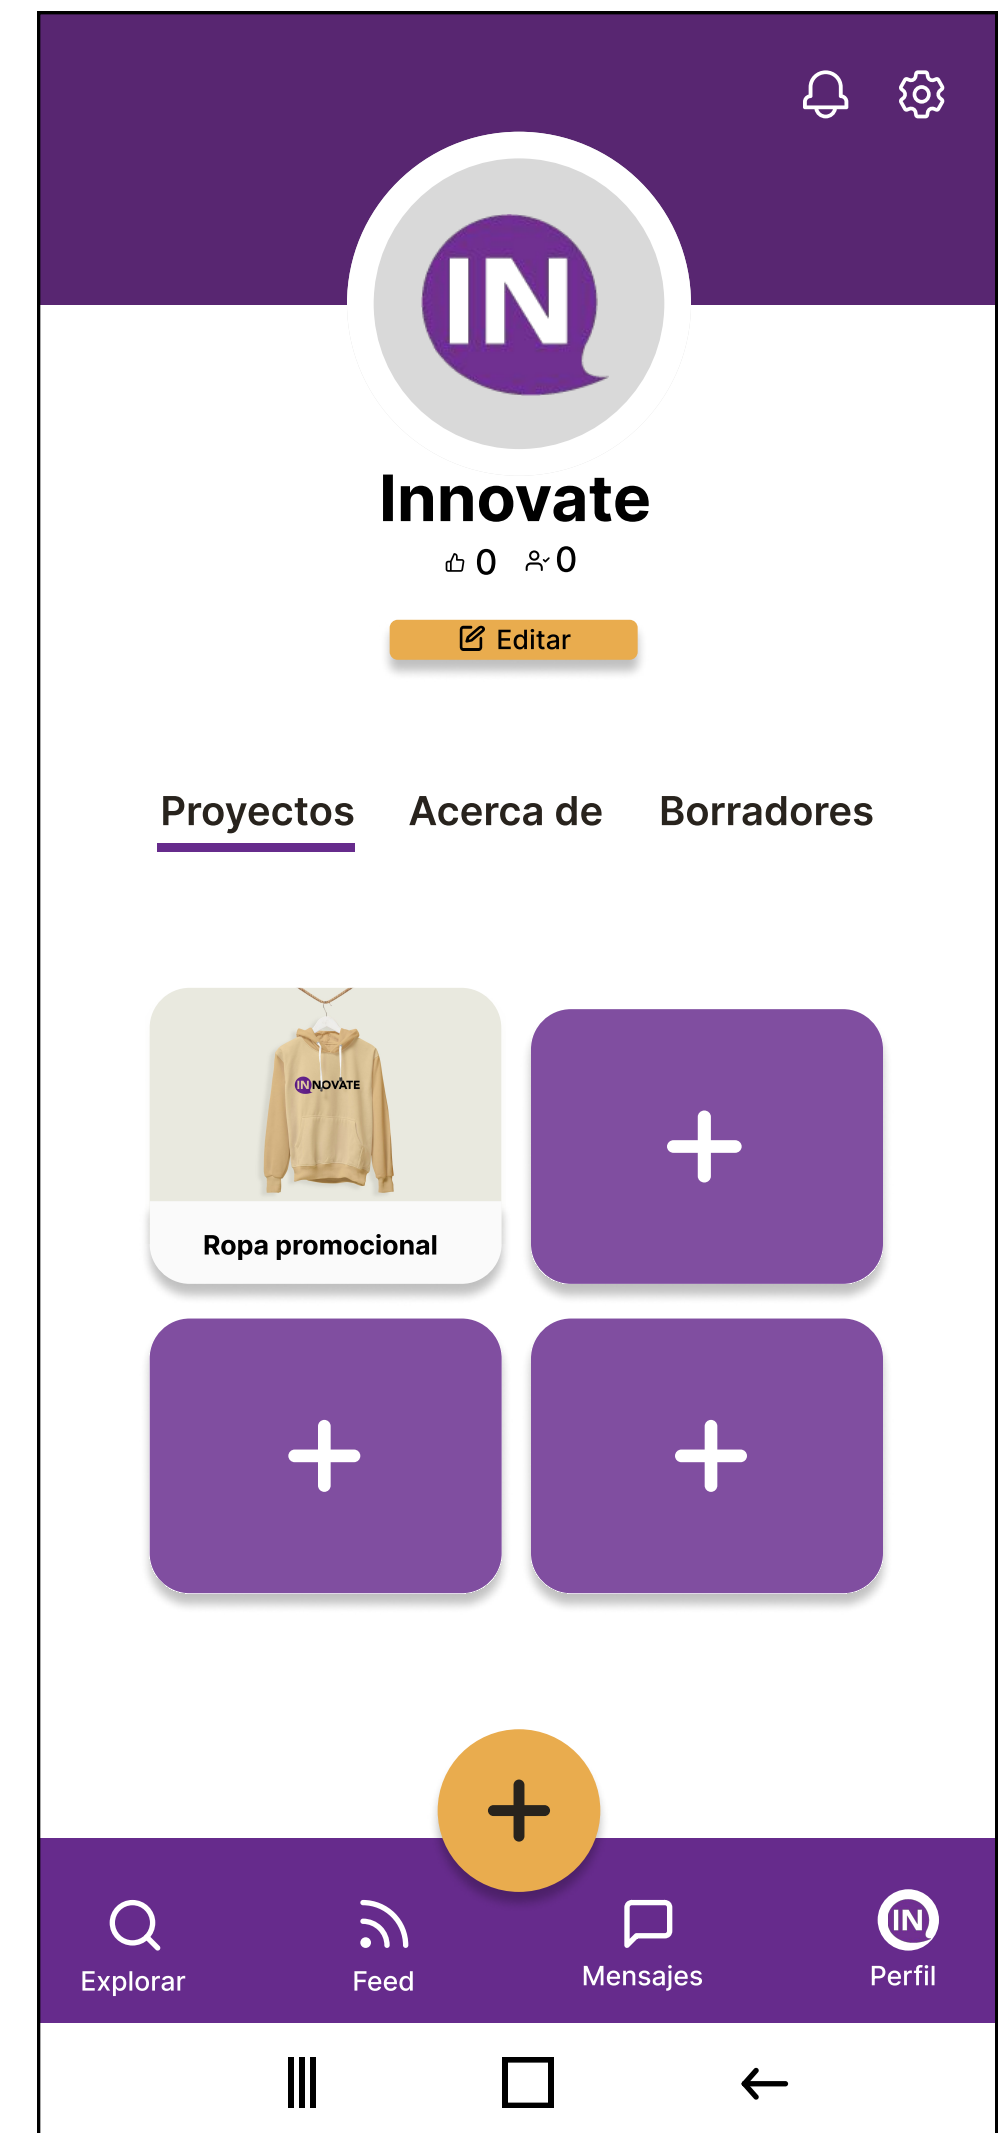 IN
Innovate
0 0
Editar
Proyectos Acerca de Borradores
INNOVATE
Ropa promocional
Explorar Feed Mensajes IN Perfil